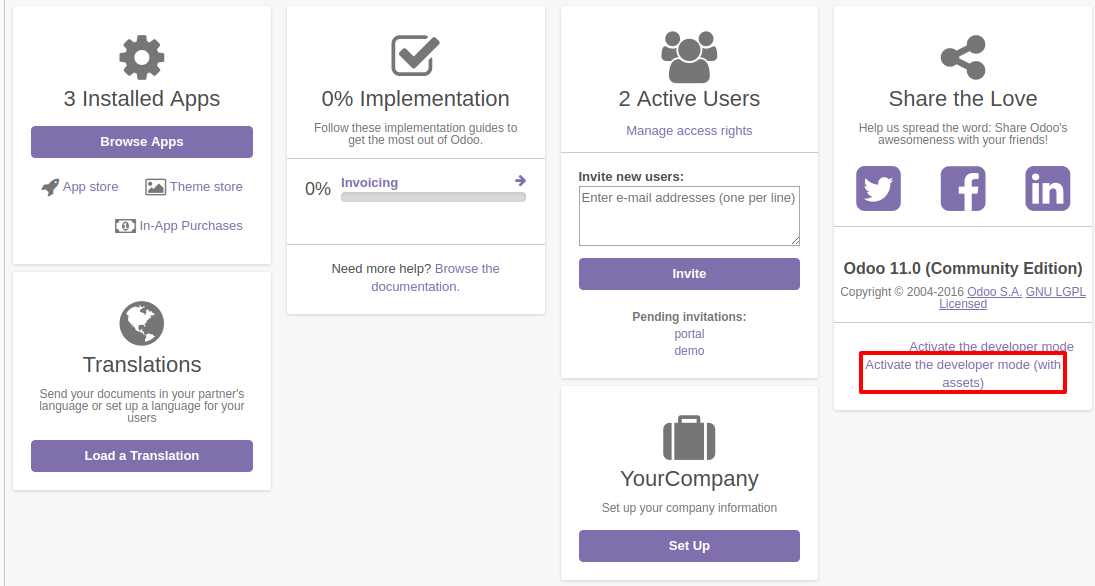 3 Installed Apps
Browse Apps
App store
Theme store
In-App Purchases
Translations
Send your documents in your partner's
language or set up a language for your
users
Load a Translation
0% Implementation
Follow these implementation guides to
get the most out of Odoo.
0%
Invoicing
Need more help? Browse the
documentation.
2 Active Users
Manage access rights
Invite new users:
Enter e-mail addresses (one per line)
Invite
Pending invitations:
portal
demo
YourCompany
Set up your company information
Set Up
Share the Love
Help us spread the word: Share Odoo's
awesomeness with your friends!
Odoo 11.0 (Community Edition)
Copyright © 2004-2016 Odoo S.A. GNU LGPL
Licensed
Activate the developer mode
Activate the developer mode (with
assets)